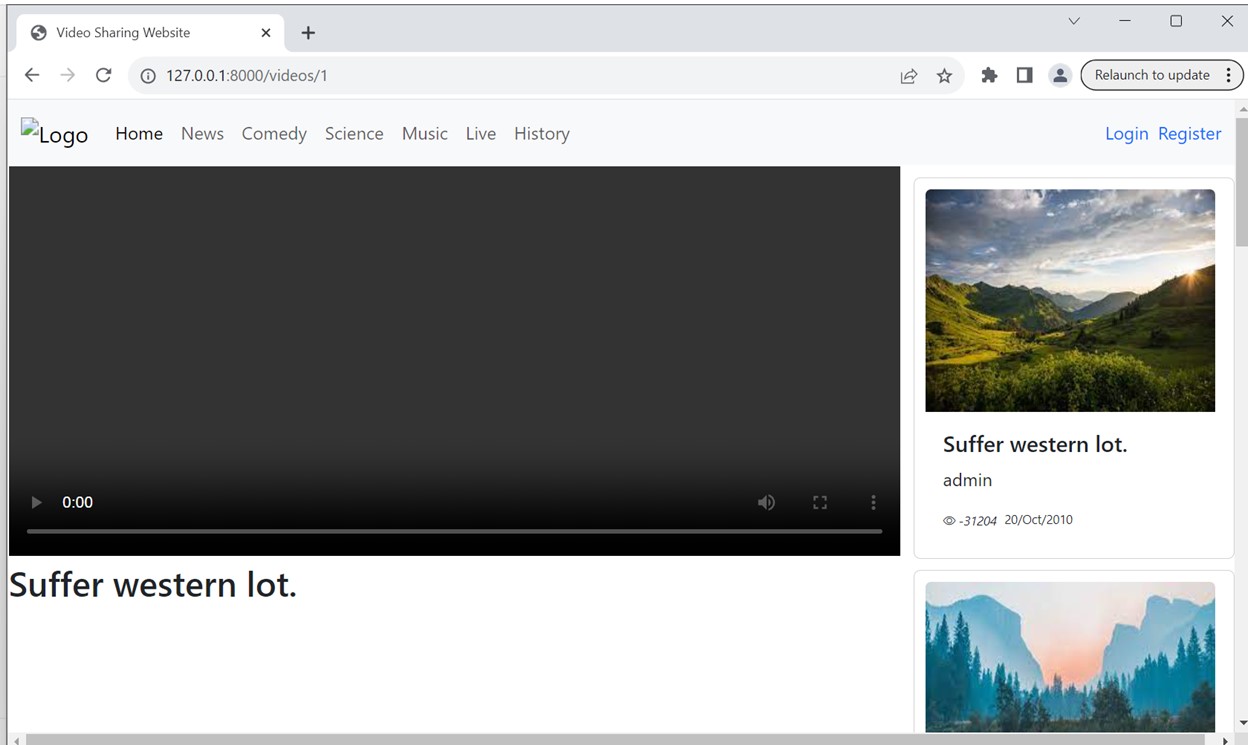 Video Sharing Website
127.0.0.1:8000/videos/1
Relaunch to update
Logo Home News Comedy Science Music Live History Login Register
0:00
Suffer western lot.
Suffer western lot.
admin
-31204 20/Oct/2010